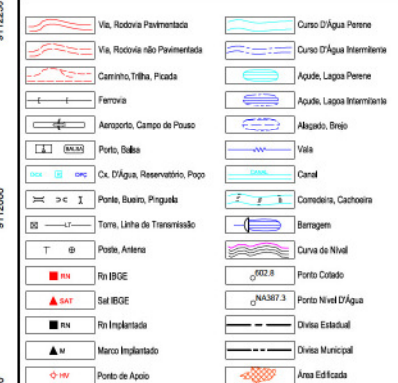 Via, Rodovia Pavimentada
Via, Rodovia não Pavimentada
Caminho,Trilha, Picada
Ferrovia
Aeroporto, Campo de Pouso
BALSA Porto, Balsa
Cx. D'Água, Reservatório, Poço
Ponte, Bueiro, Pinguela
LT Torre, Linha de Transmissão
Poste, Antena
RN Rn IBGE
SAT Sat IBGE
RN Rn Implantada
M Marco Implantado
HV Ponto de Apoio
Curso D'Água Perene
Curso D'Água Intermitente
Açude, Lagoa Perene
Açude, Lagoa Intermitente
Alagado, Brejo
Vala
CANAL Canal
Corredeira, Cachoeira
Barragem
Curva de Nível
602.8 Ponto Cotado
NA387.3 Ponto Nível D'Água
Divisa Estadual
Divisa Municipal
Área Edificada